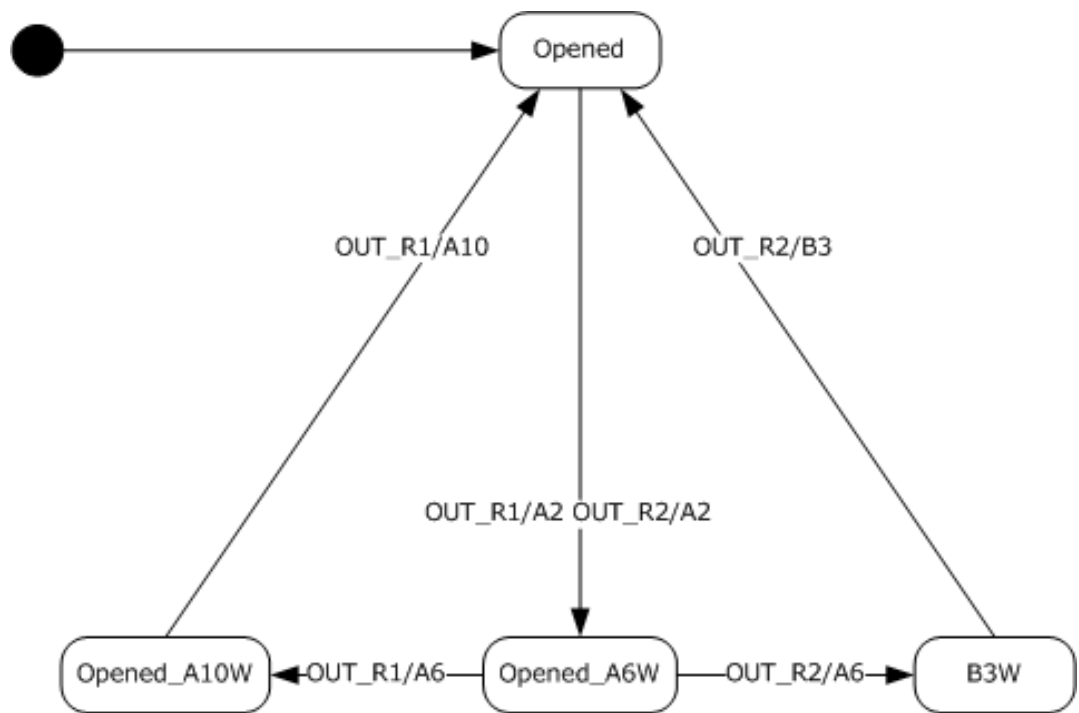 Opened
OUT_R1/A10
OUT_R2/B3
OUT_R1/A2 OUT_R2/A2
Opened_A10W
OUT_R1/A6
Opened_A6W
OUT_R2/A6
B3W